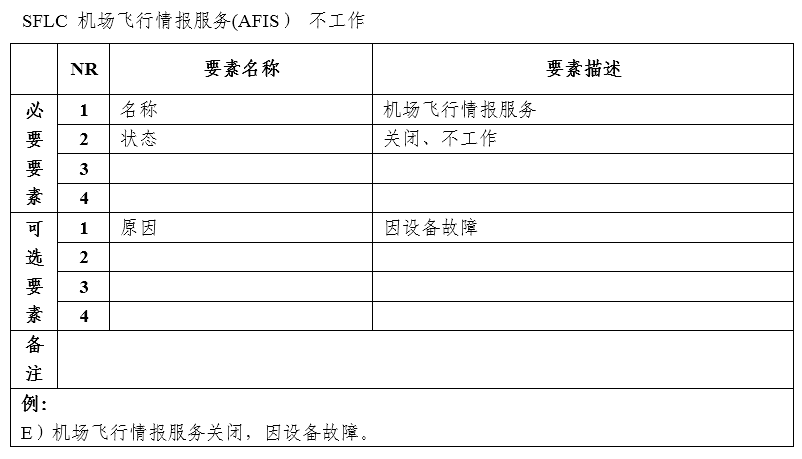 SFLC 机场飞行情报服务(AFIS） 不工作
NR 要素名称 要素描述
必要要素
1 名称 机场飞行情报服务
2 状态 关闭、不工作
3
4
可选要素
1 原因 因设备故障
2
3
4
备注
例：
E）机场飞行情报服务关闭，因设备故障。